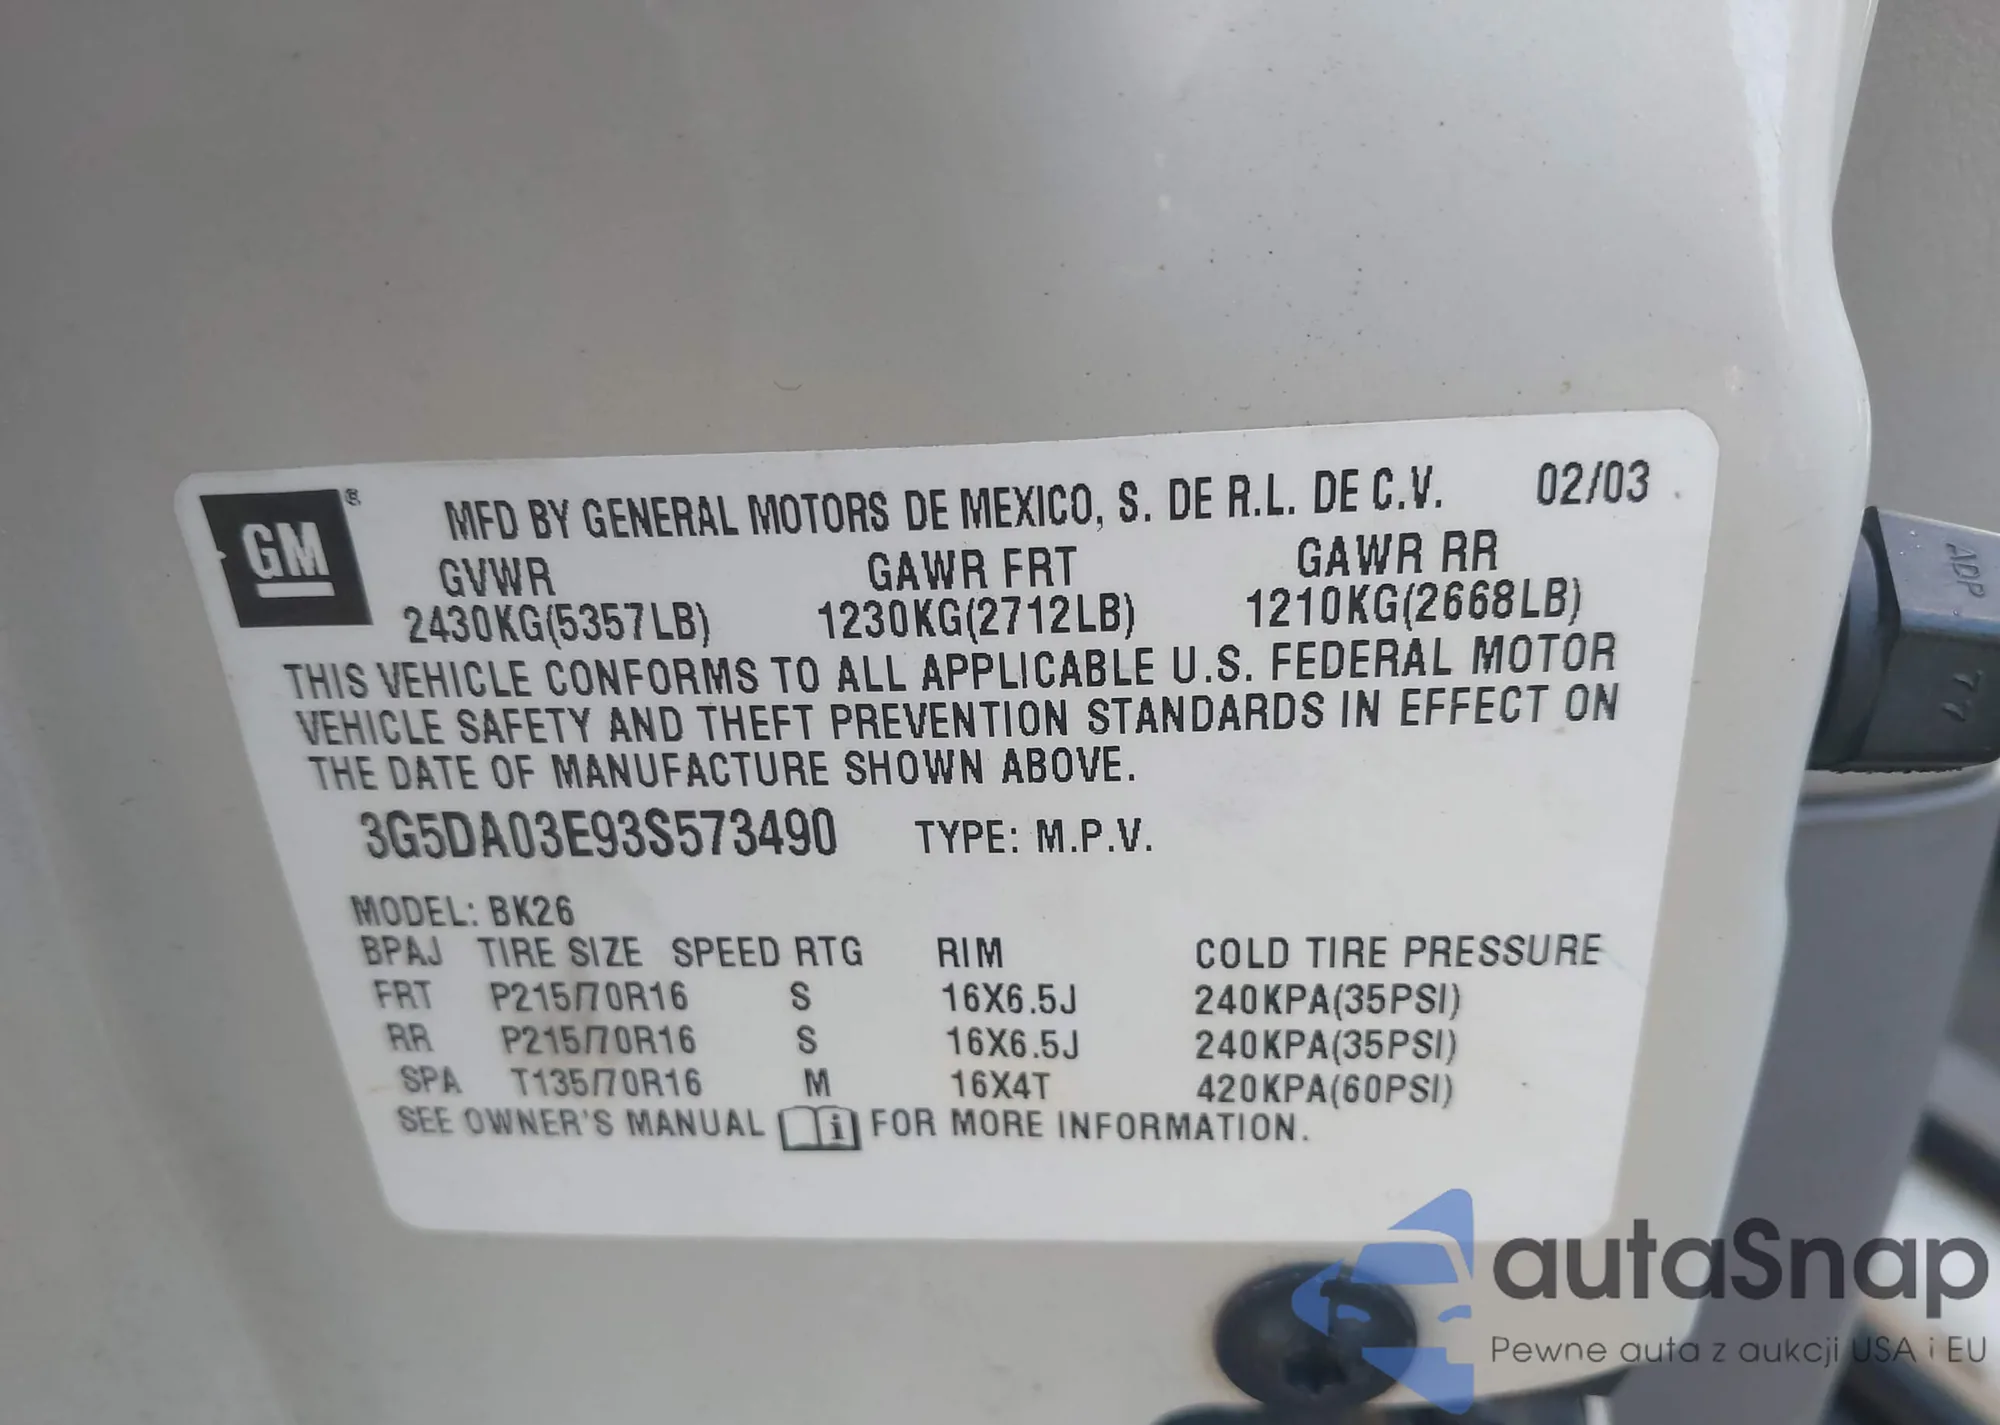 GM ® MFD BY GENERAL MOTORS DE MEXICO, S. DE R.L. DE C.V. 02/03
GVWR GAWR FRT GAWR RR
2430KG(5357LB) 1230KG(2712LB) 1210KG(2668LB)
THIS VEHICLE CONFORMS TO ALL APPLICABLE U.S. FEDERAL MOTOR
VEHICLE SAFETY AND THEFT PREVENTION STANDARDS IN EFFECT ON
THE DATE OF MANUFACTURE SHOWN ABOVE.
3G5DA03E93S573490 TYPE: M.P.V.
MODEL: BK26
BPAJ TIRE SIZE SPEED RTG RIM COLD TIRE PRESSURE
FRT P215/70R16 S 16X6.5J 240KPA(35PSI)
RR P215/70R16 S 16X6.5J 240KPA(35PSI)
SPA T135/70R16 M 16X4T 420KPA(60PSI)
SEE OWNER'S MANUAL i FOR MORE INFORMATION.
ADP
77
autaSnap
Pewne auta z aukcji USA i EU